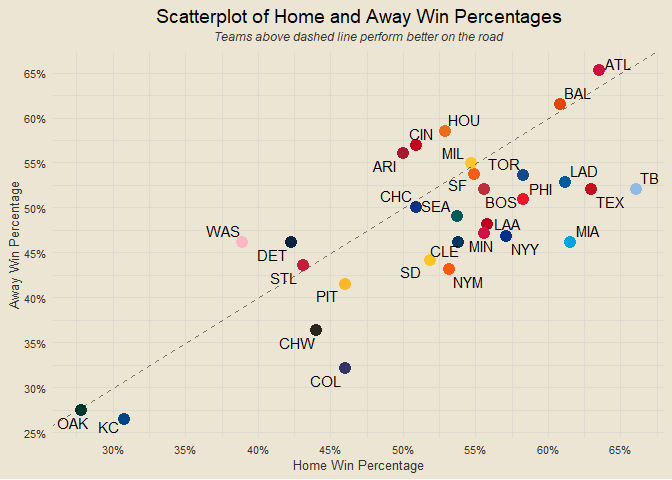 Scatterplot of Home and Away Win Percentages
Teams above dashed line perform better on the road
65%
60%
55%
50%
45%
40%
35%
30%
25%
Away Win Percentage
ATL
BAL
HOU
CIN
MIL
ARI
TOR
LAD
TB
SF
PHI
CHC
SEA
BOS
TEX
LAA
WAS
MIA
DET
CLE
MIN
NYY
STL
SD
NYM
PIT
CHW
COL
OAK
KC
30%
35%
40%
45%
50%
55%
60%
65%
Home Win Percentage